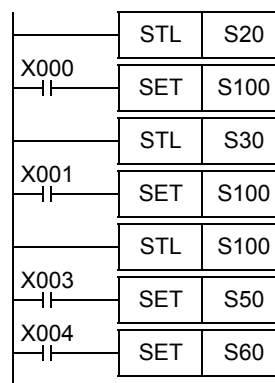 STL S20
X000
SET S100
STL S30
X001
SET S100
STL S100
X003
SET S50
X004
SET S60